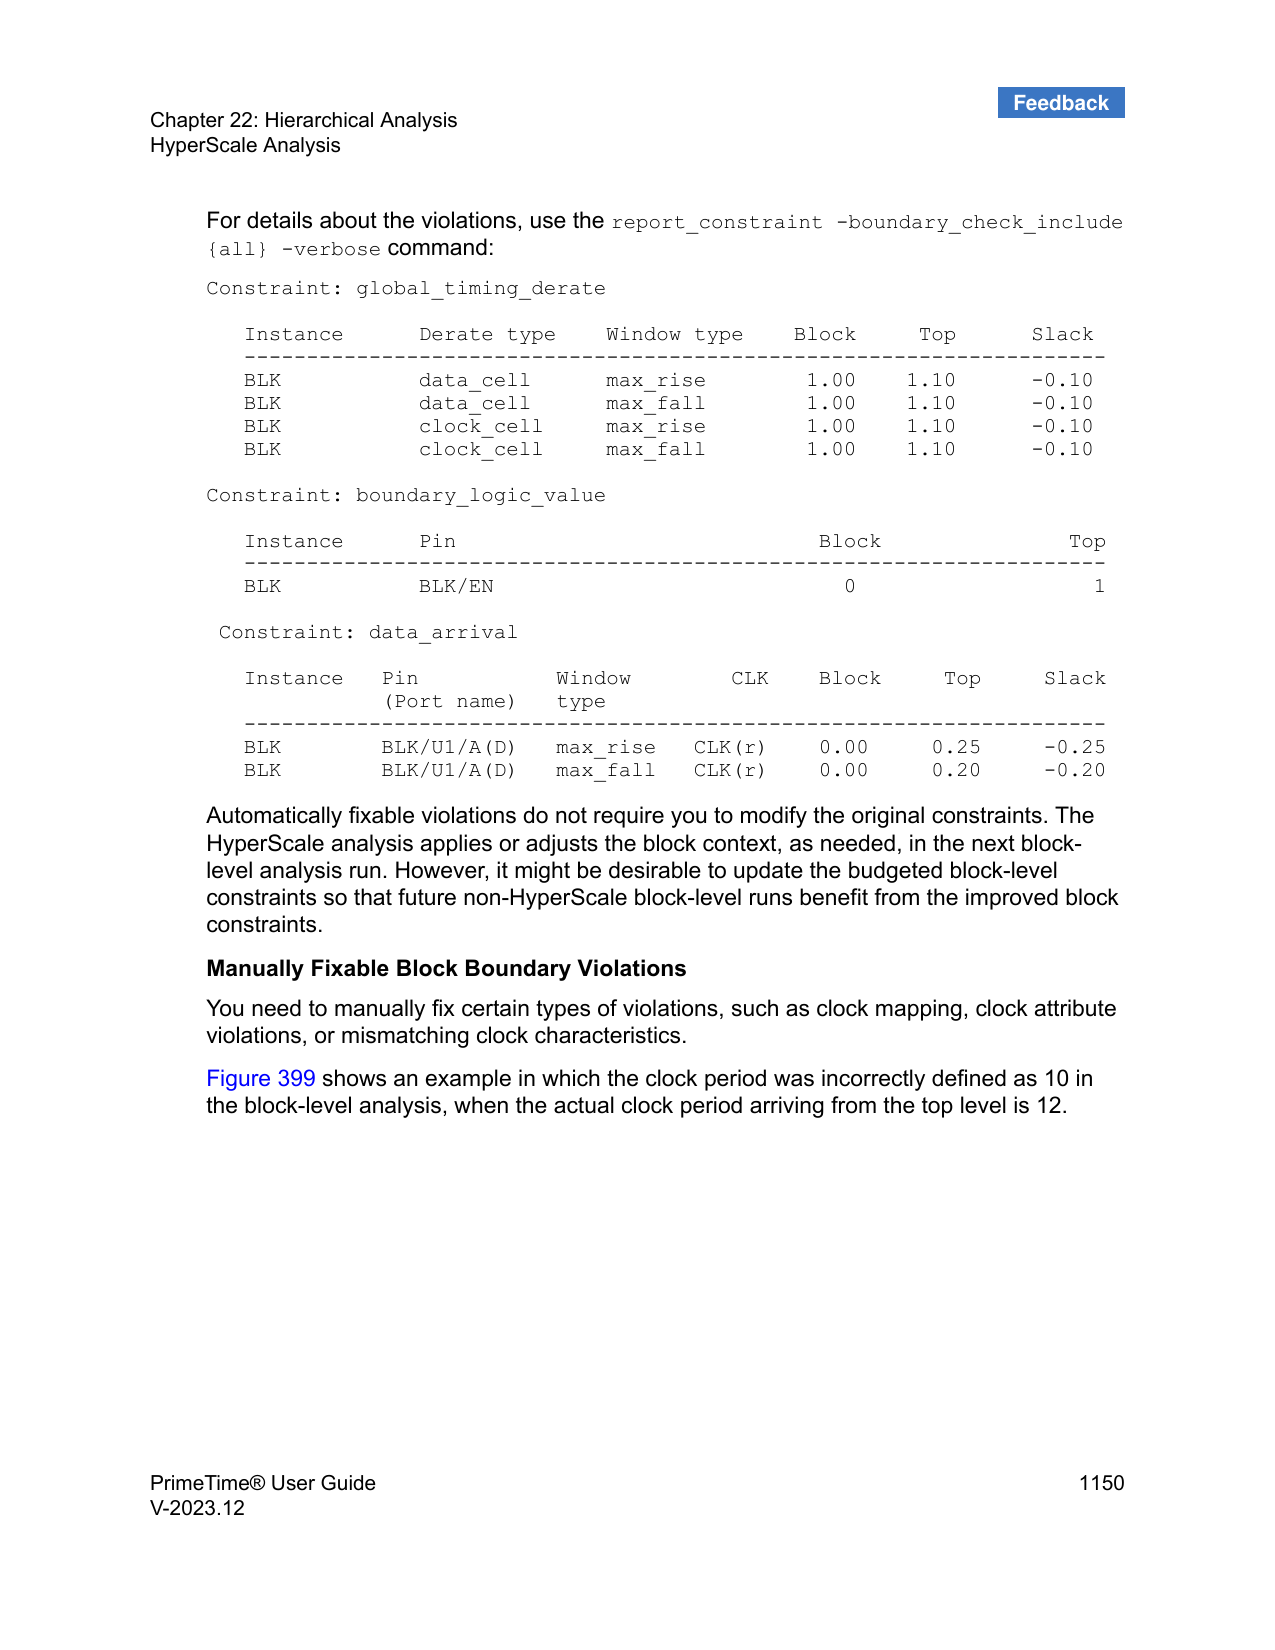 Feedback
Chapter 22: Hierarchical Analysis
HyperScale Analysis
For details about the violations, use the report_constraint -boundary_check_include
{all} -verbose command:
Constraint: global_timing_derate
Instance      Derate type    Window type    Block     Top      Slack
---------------------------------------------------------------------
BLK           data_cell      max_rise        1.00    1.10      -0.10
BLK           data_cell      max_fall        1.00    1.10      -0.10
BLK           clock_cell     max_rise        1.00    1.10      -0.10
BLK           clock_cell     max_fall        1.00    1.10      -0.10
Constraint: boundary_logic_value
Instance      Pin                             Block               Top
---------------------------------------------------------------------
BLK           BLK/EN                            0                   1
Constraint: data_arrival
Instance   Pin           Window        CLK    Block     Top     Slack
(Port name)   type
---------------------------------------------------------------------
BLK        BLK/U1/A(D)   max_rise   CLK(r)    0.00     0.25     -0.25
BLK        BLK/U1/A(D)   max_fall   CLK(r)    0.00     0.20     -0.20
Automatically fixable violations do not require you to modify the original constraints. The
HyperScale analysis applies or adjusts the block context, as needed, in the next block-
level analysis run. However, it might be desirable to update the budgeted block-level
constraints so that future non-HyperScale block-level runs benefit from the improved block
constraints.
Manually Fixable Block Boundary Violations
You need to manually fix certain types of violations, such as clock mapping, clock attribute
violations, or mismatching clock characteristics.
Figure 399 shows an example in which the clock period was incorrectly defined as 10 in
the block-level analysis, when the actual clock period arriving from the top level is 12.
PrimeTime® User Guide 1150
V-2023.12